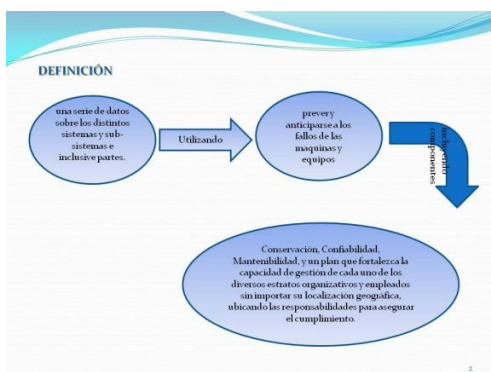 DEFINICIÓN
una serie de datos
sobre los distintos
sistemas y sub-
sistemas e
inclusive partes.
Utilizando
prever y
anticiparse a los
fallos de las
maquinas y
equipos
incluyendo
componentes
Conservación, Confiabilidad,
Mantenibilidad, y un plan que fortalezca la
capacidad de gestión de cada uno de los
diversos estratos organizativos y empleados
sin importar su localización geográfica,
ubicando las responsabilidades para asegurar
el cumplimiento.
2